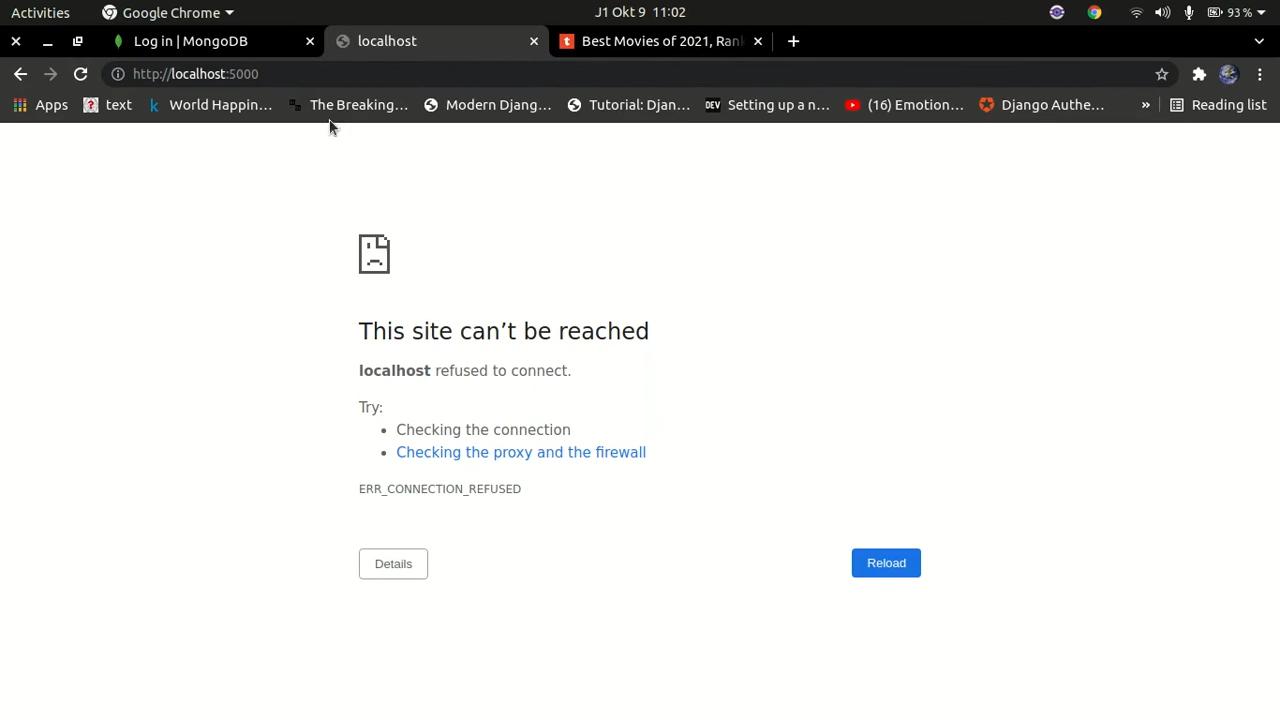 Activities
Google Chrome
J1 Okt 9 11:02
93 %
Log in | MongoDB
localhost
Best Movies of 2021, Ran
http://localhost:5000
Apps
text
World Happin...
The Breaking...
Modern Djang...
Tutorial: Djan...
DEV
Setting up a n...
(16) Emotion...
Django Authe...
»
Reading list
This site can’t be reached
localhost refused to connect.
Try:
• Checking the connection
• Checking the proxy and the firewall
ERR_CONNECTION_REFUSED
Details
Reload